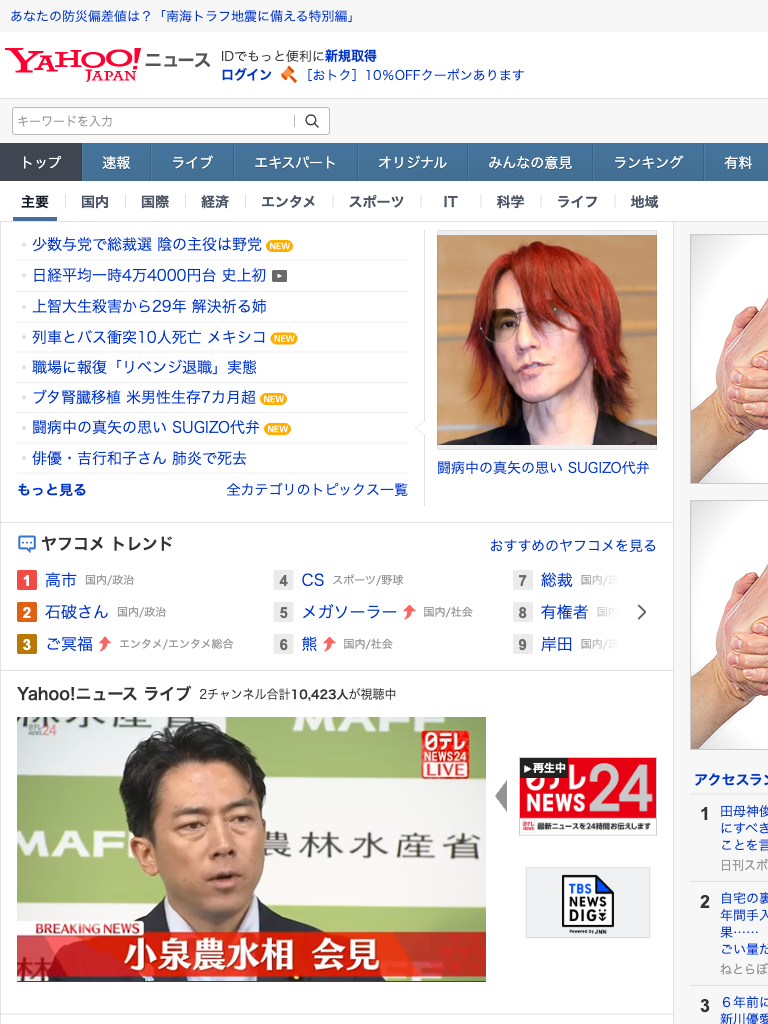 あなたの防災偏差値は？「南海トラフ地震に備える特別編」
YAHOO! JAPAN ニュース
IDでもっと便利に新規取得
ログイン [おトク] 10％OFFクーポンあります
キーワードを入力
トップ 速報 ライブ エキスパート オリジナル みんなの意見 ランキング 有料
主要 国内 国際 経済 エンタメ スポーツ IT 科学 ライフ 地域
少数与党で総裁選 陰の主役は野党 NEW
日経平均一時4万4000円台 史上初
上智大生殺害から29年 解決祈る姉
列車とバス衝突10人死亡 メキシコ NEW
職場に報復「リベンジ退職」実態
ブタ腎臓移植 米男性生存7カ月超 NEW
闘病中の真矢の思い SUGIZO代弁 NEW
俳優・吉行和子さん 肺炎で死去
もっと見る 全カテゴリのトピックス一覧
闘病中の真矢の思い SUGIZO代弁
ヤフコメ トレンド おすすめのヤフコメを見る
1 高市 国内/政治
2 石破さん 国内/政治
3 ご冥福 エンタメ/エンタメ総合
4 CS スポーツ/野球
5 メガソーラー 国内/社会
6 熊 国内/社会
7 総裁 国内/政
8 有権者 国内
9 岸田 国内/政
Yahoo!ニュース ライブ 2チャンネル合計10,423人が視聴中
林水産省 MAFF
日テレ
NEWS24
日テレ
NEWS24
LIVE
MAFF 農林水産省
BREAKING NEWS
小泉農水相 会見
再生中
日テレ
NEWS 24
最新ニュースを24時間お伝えします
TBS
NEWS
DIG
Powered by JNN
アクセスラン
1 田母神俊
にすべき
ことを言
日刊スポ
2 自宅の裏
年間手入
果……
ごい量だ
ねとらぼ
3 ６年前に
新川優愛